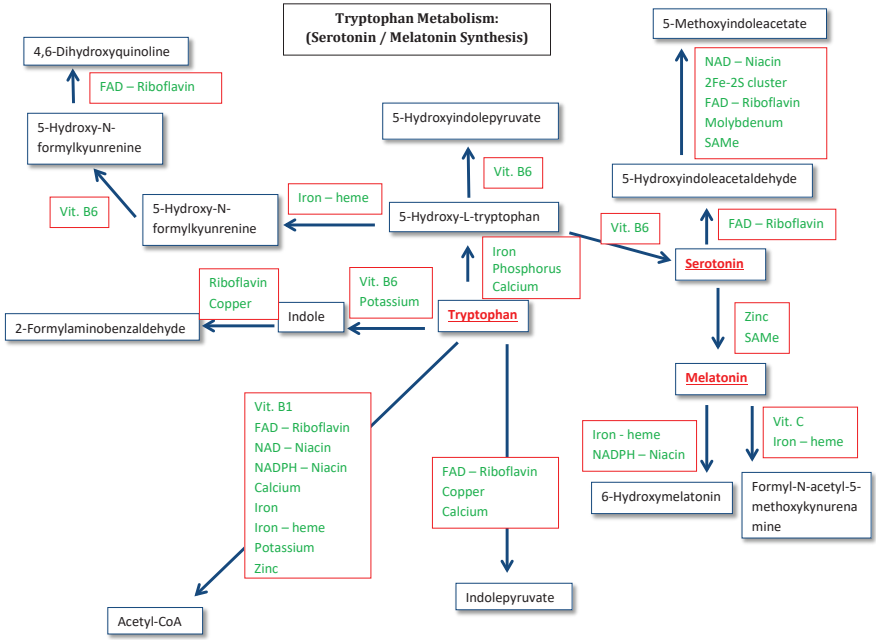 Tryptophan Metabolism:
(Serotonin / Melatonin Synthesis)
5-Methoxyindoleacetate
4,6-Dihydroxyquinoline
NAD – Niacin
2Fe-2S cluster
FAD – Riboflavin
Molybdenum
SAMe
FAD – Riboflavin
5-Hydroxyindolepyruvate
5-Hydroxy-N-
formylkyunrenine
Vit. B6
5-Hydroxyindoleacetaldehyde
Vit. B6
5-Hydroxy-N-
formylkyunrenine
Iron – heme
5-Hydroxy-L-tryptophan
Vit. B6
FAD – Riboflavin
Iron
Phosphorus
Calcium
Serotonin
Riboflavin
Copper
Vit. B6
Potassium
2-Formylaminobenzaldehyde
Indole
Tryptophan
Zinc
SAMe
Melatonin
Vit. B1
FAD – Riboflavin
NAD – Niacin
NADPH – Niacin
Calcium
Iron
Iron – heme
Potassium
Zinc
FAD – Riboflavin
Copper
Calcium
Iron - heme
NADPH – Niacin
Vit. C
Iron – heme
6-Hydroxymelatonin
Formyl-N-acetyl-5-
methoxykynurena
mine
Indolepyruvate
Acetyl-CoA